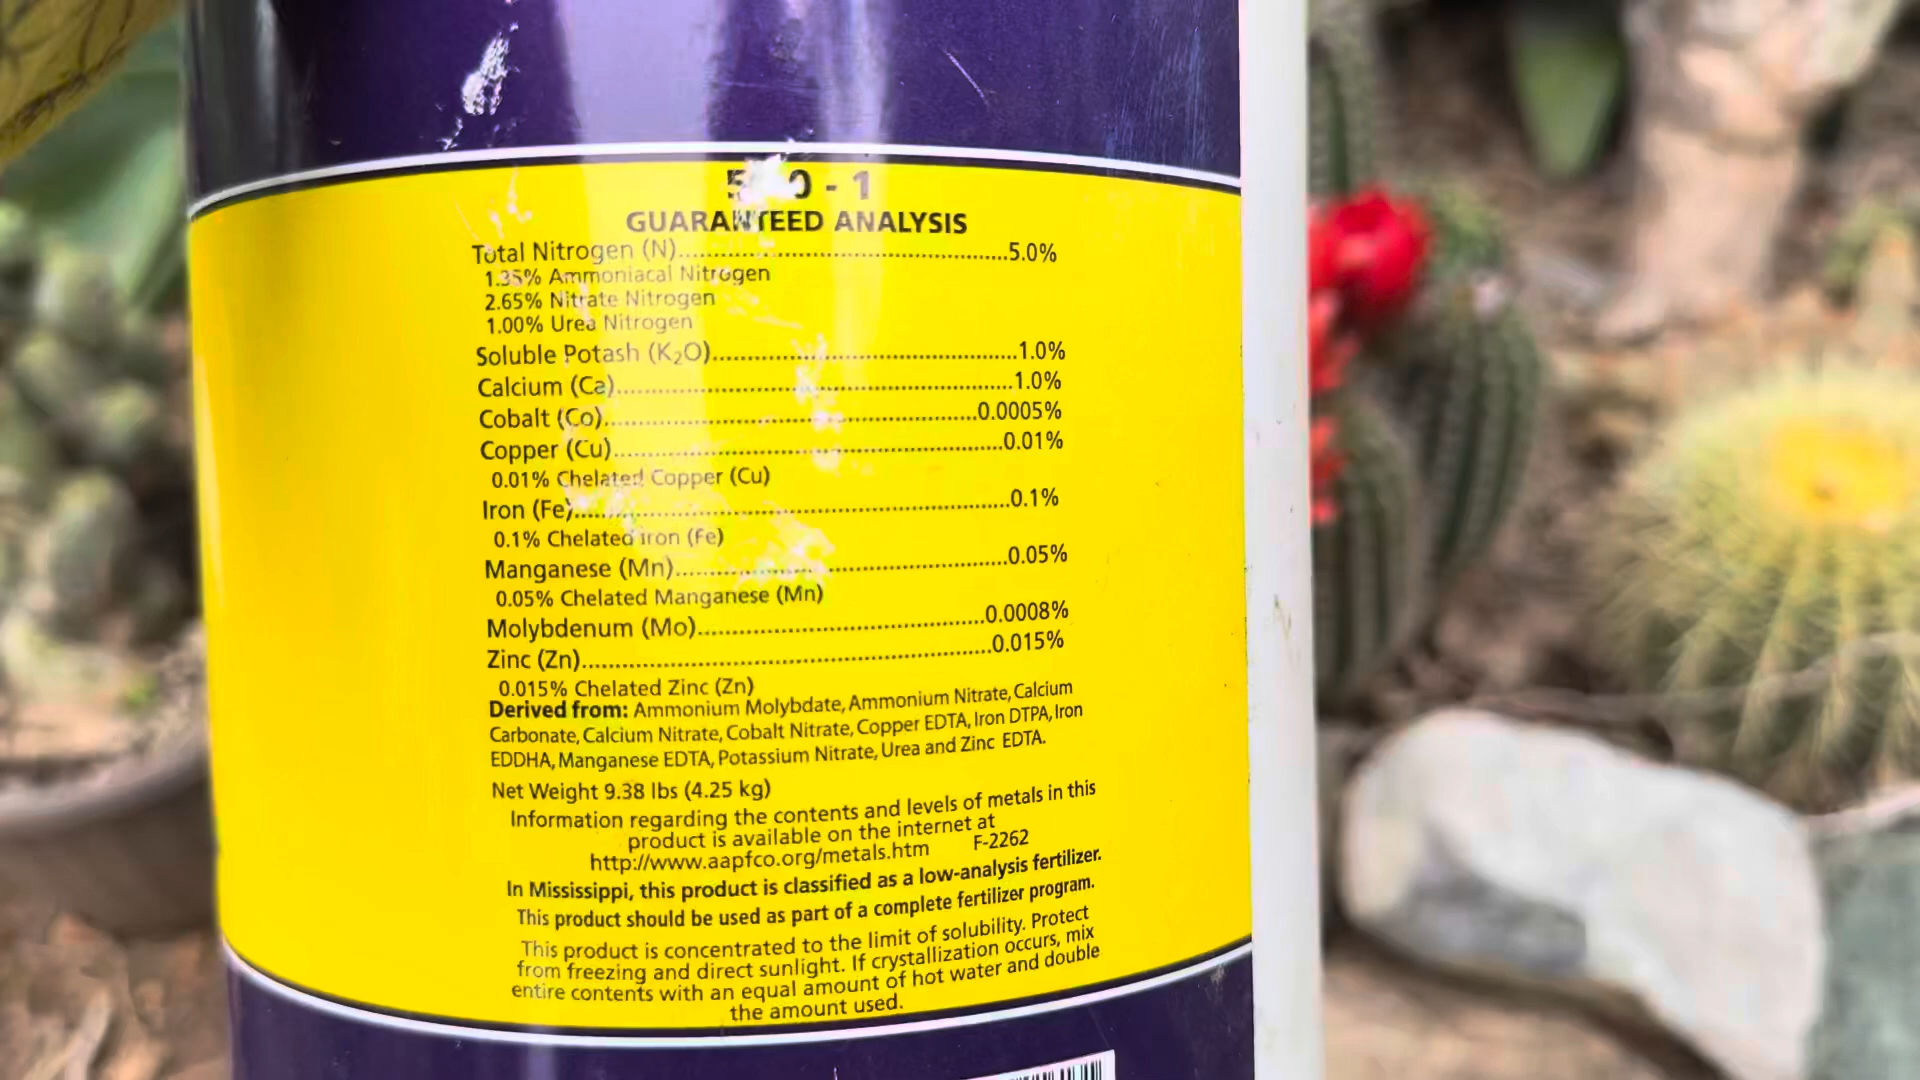 5 - 0 - 1
GUARANTEED ANALYSIS
Total Nitrogen (N)..........5.0%
1.35% Ammoniacal Nitrogen
2.65% Nitrate Nitrogen
1.00% Urea Nitrogen
Soluble Potash (K₂O)..........1.0%
Calcium (Ca)..........1.0%
Cobalt (Co)..........0.0005%
Copper (Cu)..........0.01%
0.01% Chelated Copper (Cu)
Iron (Fe)..........0.1%
0.1% Chelated Iron (Fe)
Manganese (Mn)..........0.05%
0.05% Chelated Manganese (Mn)
Molybdenum (Mo)..........0.0008%
Zinc (Zn)..........0.015%
0.015% Chelated Zinc (Zn)
Derived from: Ammonium Molybdate, Ammonium Nitrate, Calcium
Carbonate, Calcium Nitrate, Cobalt Nitrate, Copper EDTA, Iron DTPA, Iron
EDDHA, Manganese EDTA, Potassium Nitrate, Urea and Zinc EDTA.
Net Weight 9.38 lbs (4.25 kg)
Information regarding the contents and levels of metals in this
product is available on the internet at
http://www.aapfco.org/metals.htm F-2262
In Mississippi, this product is classified as a low-analysis fertilizer.
This product should be used as part of a complete fertilizer program.
This product is concentrated to the limit of solubility. Protect
from freezing and direct sunlight. If crystallization occurs, mix
entire contents with an equal amount of hot water and double
the amount used.